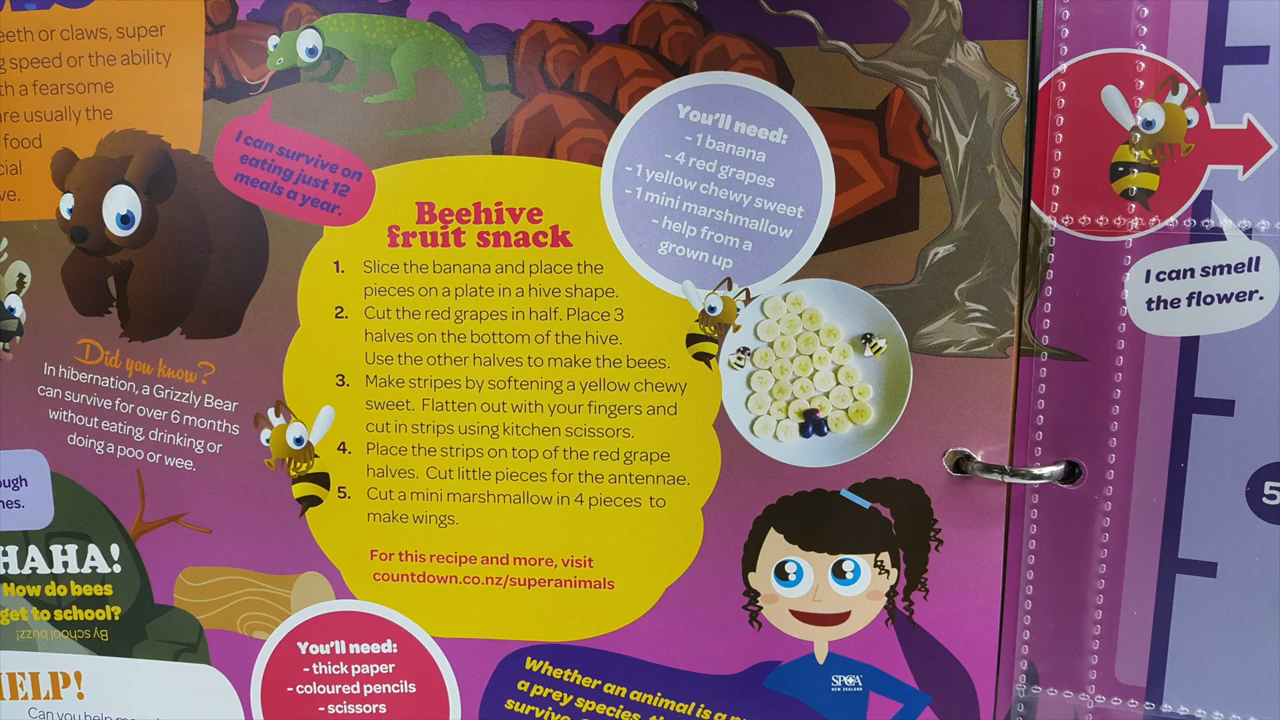 eeth or claws, super
g speed or the ability
th a fearsome
are usually the
food
cial
ve.
I can survive on
eating just 12
meals a year.
You'll need:
- 1 banana
- 4 red grapes
- 1 yellow chewy sweet
- 1 mini marshmallow
- help from a
grown up
Beehive
fruit snack
1. Slice the banana and place the
pieces on a plate in a hive shape.
2. Cut the red grapes in half. Place 3
halves on the bottom of the hive.
Use the other halves to make the bees.
3. Make stripes by softening a yellow chewy
sweet. Flatten out with your fingers and
cut in strips using kitchen scissors.
4. Place the strips on top of the red grape
halves. Cut little pieces for the antennae.
5. Cut a mini marshmallow in 4 pieces to
make wings.
For this recipe and more, visit
countdown.co.nz/superanimals
Did you know?
In hibernation, a Grizzly Bear
can survive for over 6 months
without eating, drinking or
doing a poo or wee.
ough
nes.
HAHA!
How do bees
get to school?
By school buzz!
HELP!
Can you help
You'll need:
- thick paper
- coloured pencils
- scissors
Whether an animal is a
a prey species,
SPCA
NEW ZEALAND
I can smell
the flower.
5